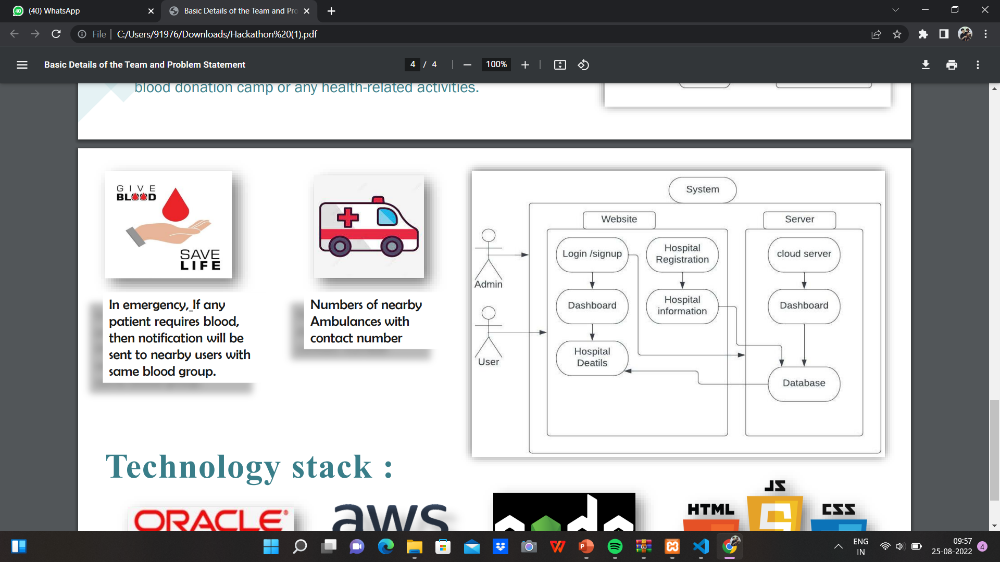 (40) WhatsApp
Basic Details of the Team and Pro
File
C:/Users/91976/Downloads/Hackathon%20(1).pdf
Basic Details of the Team and Problem Statement
4 / 4
100%
blood donation camp or any health-related activities.
GIVE
BLOOD
SAVE
LIFE
In emergency,_If any
patient requires blood,
then notification will be
sent to nearby users with
same blood group.
Numbers of nearby
Ambulances with
contact number
System
Website
Server
Login /signup
Hospital
Registration
cloud server
Admin
Dashboard
Hospital
information
Dashboard
User
Hospital
Deatils
Database
Technology stack :
ORACLE®
aws
node
JS
HTML
CSS
ENG
IN
09:57
25-08-2022
4